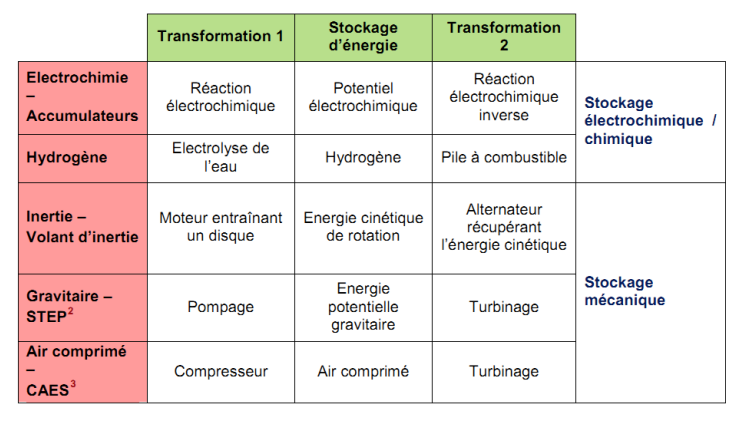 Transformation 1
Stockage
d’énergie
Transformation
2
Electrochimie
–
Accumulateurs
Réaction
électrochimique
Potentiel
électrochimique
Réaction
électrochimique
inverse
Stockage
électrochimique /
chimique
Hydrogène
Electrolyse de
l’eau
Hydrogène
Pile à combustible
Inertie –
Volant d’inertie
Moteur entraînant
un disque
Energie cinétique
de rotation
Alternateur
récupérant
l’énergie cinétique
Stockage
mécanique
Gravitaire –
STEP2
Pompage
Energie
potentielle
gravitaire
Turbinage
Air comprimé
–
CAES3
Compresseur
Air comprimé
Turbinage